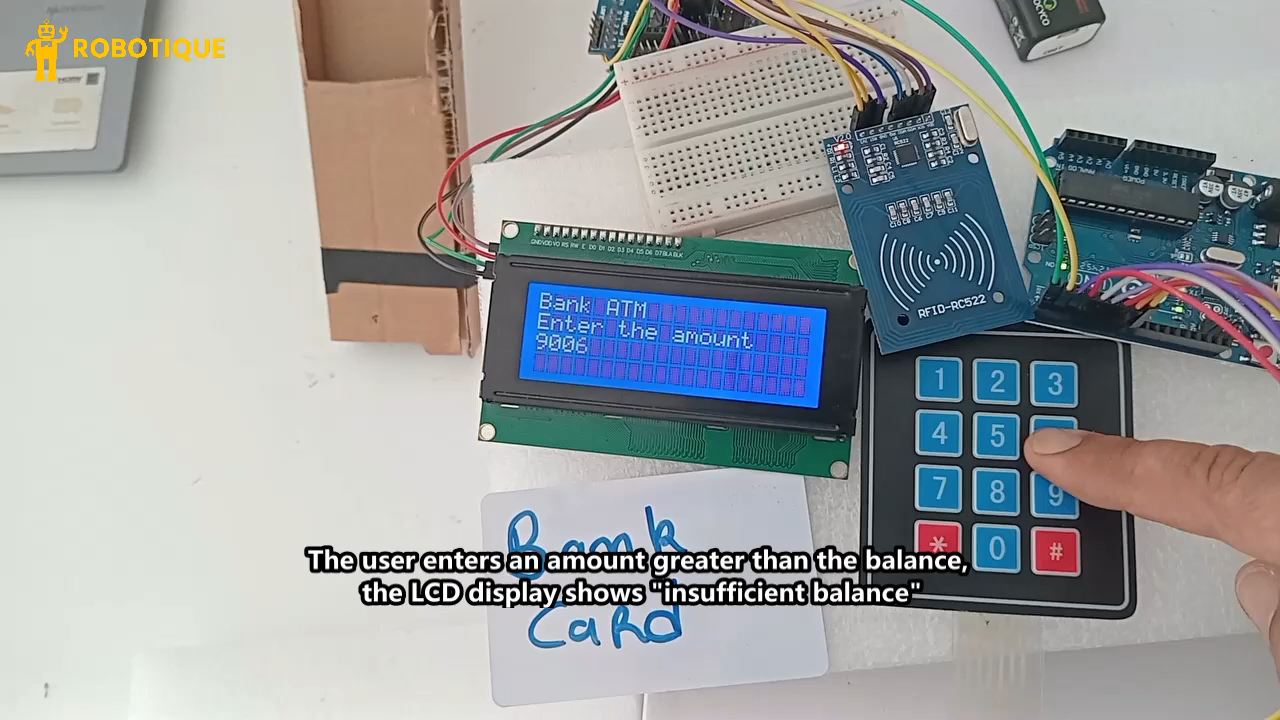 ROBOTIQUE
Bank ATM
Enter the amount
9006
RFID-RC522
1 2 3
4 5
7 8 9
* 0 #
Bank
Card
The user enters an amount greater than the balance,
the LCD display shows "insufficient balance"